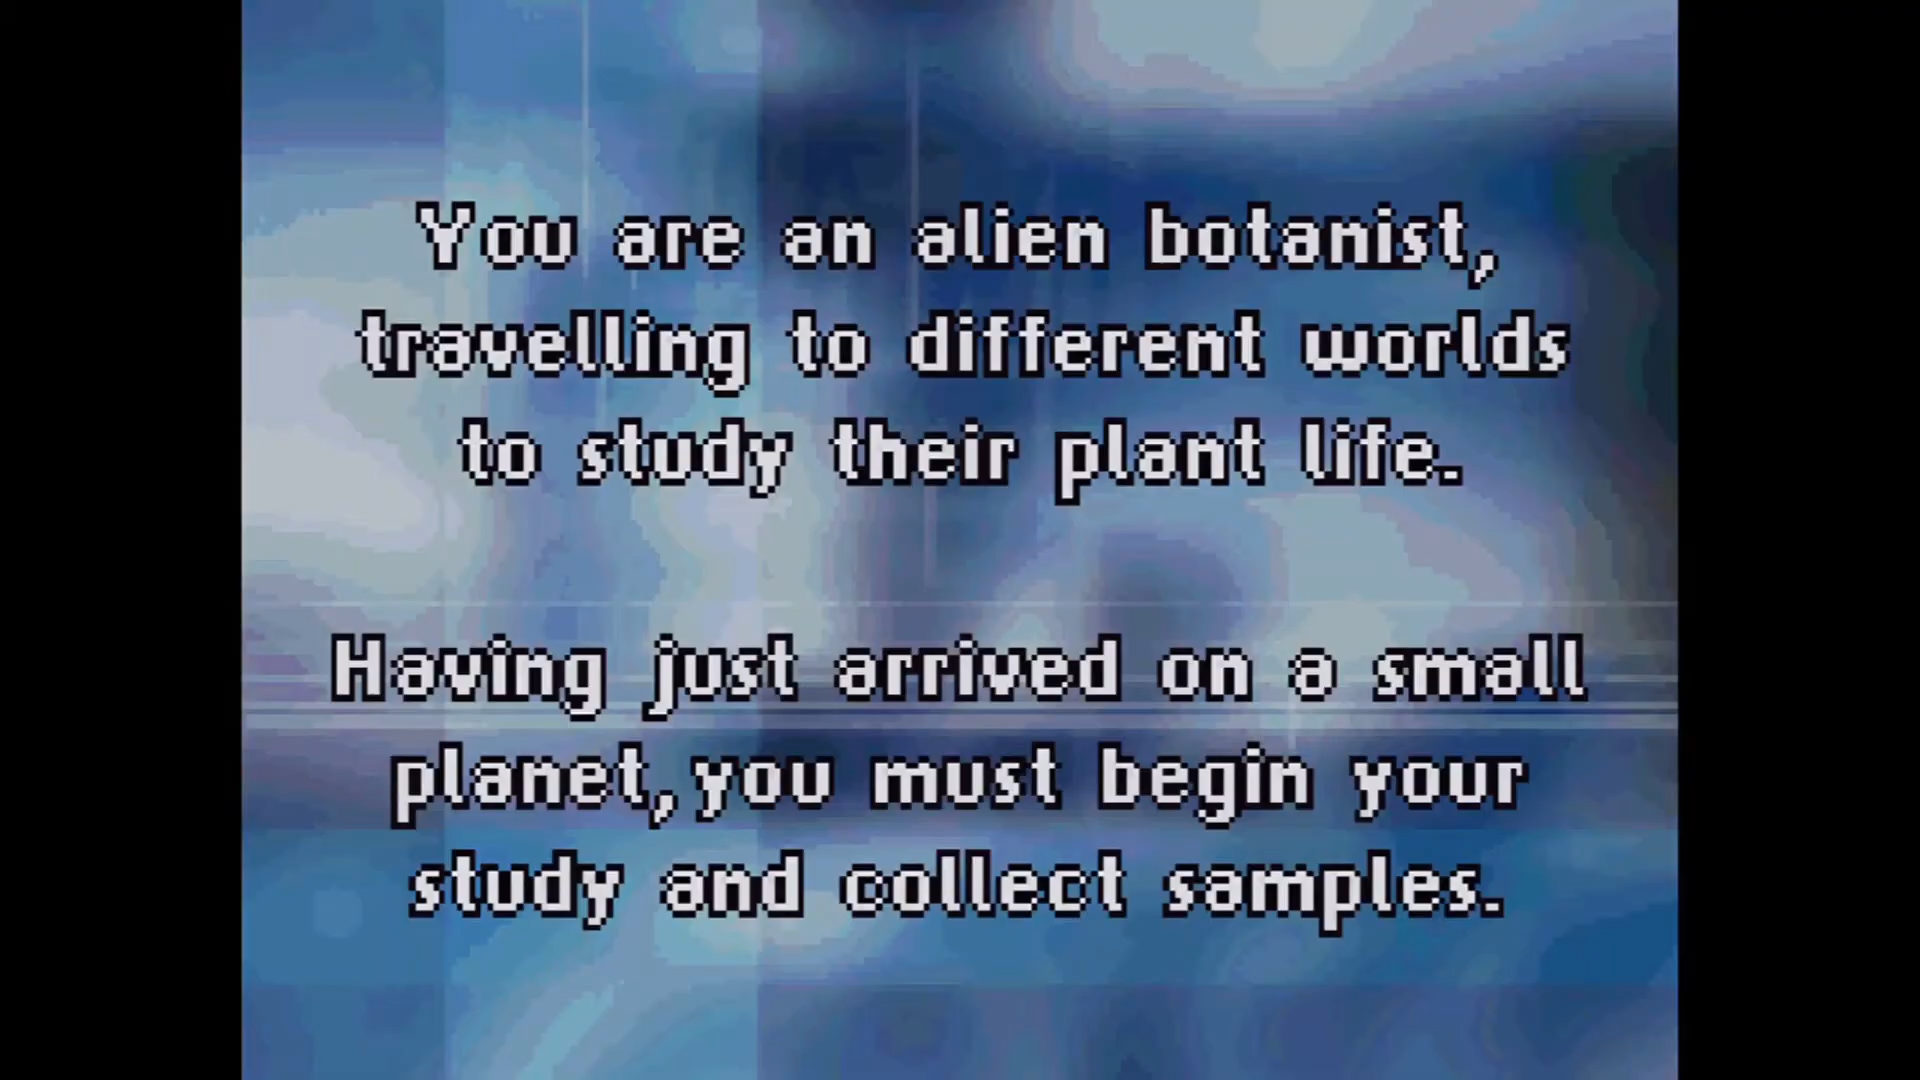 You are an alien botanist,
travelling to different worlds
to study their plant life.
Having just arrived on a small
planet, you must begin your
study and collect samples.